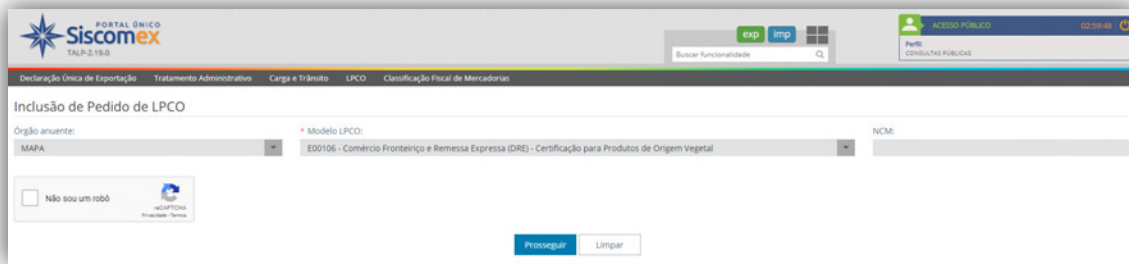 PORTAL ÚNICO
Siscomex
TALP-2.19.0
exp imp
Buscar funcionalidade
ACESSO PÚBLICO 02:59:48
Perfil:
CONSULTAS PÚBLICAS
Declaração Única de Exportação Tratamento Administrativo Carga e Trânsito LPCO Classificação Fiscal de Mercadorias
Inclusão de Pedido de LPCO
Órgão anuente: * Modelo LPCO: NCM:
MAPA E00106 - Comércio Fronteiriço e Remessa Expressa (DRE) - Certificação para Produtos de Origem Vegetal
Não sou um robô
reCAPTCHA
Privacidade - Termos
Prosseguir Limpar